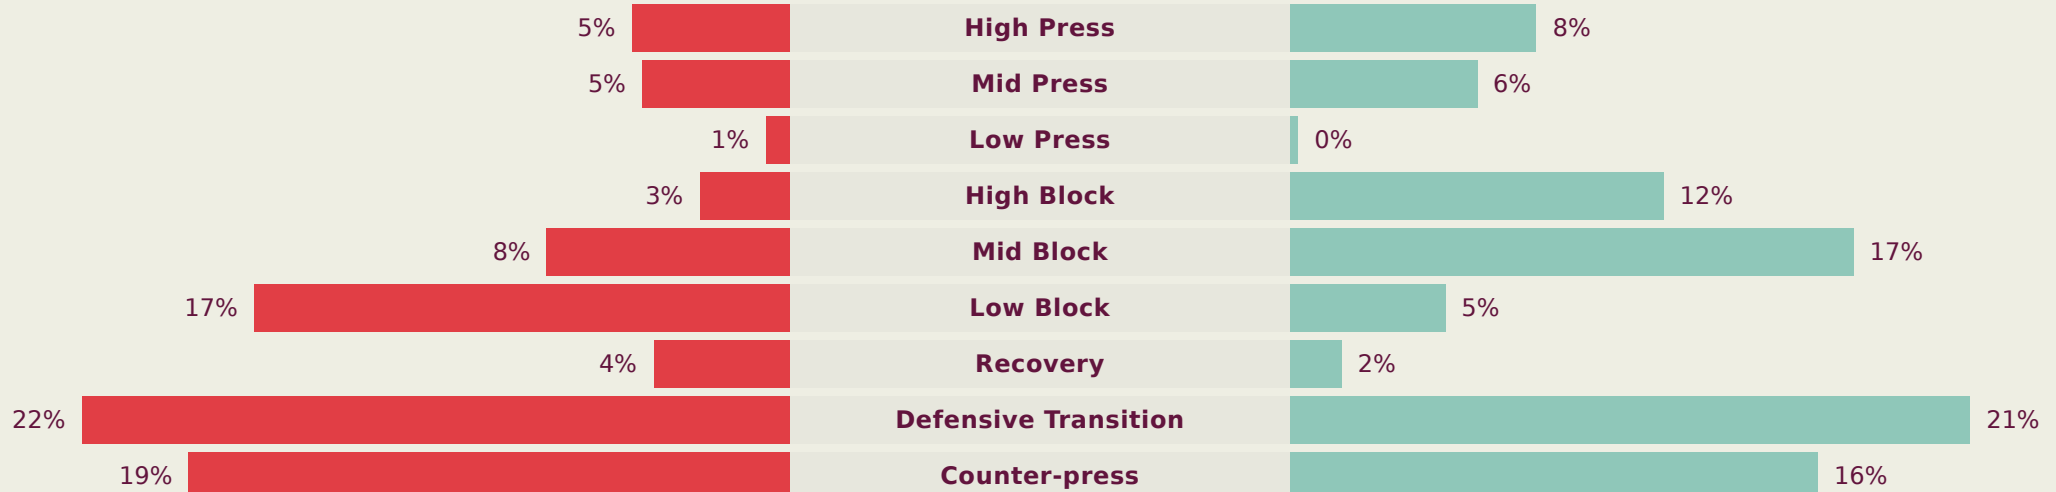 5% High Press 8%
5% Mid Press 6%
1% Low Press 0%
3% High Block 12%
8% Mid Block 17%
17% Low Block 5%
4% Recovery 2%
22% Defensive Transition 21%
19% Counter-press 16%